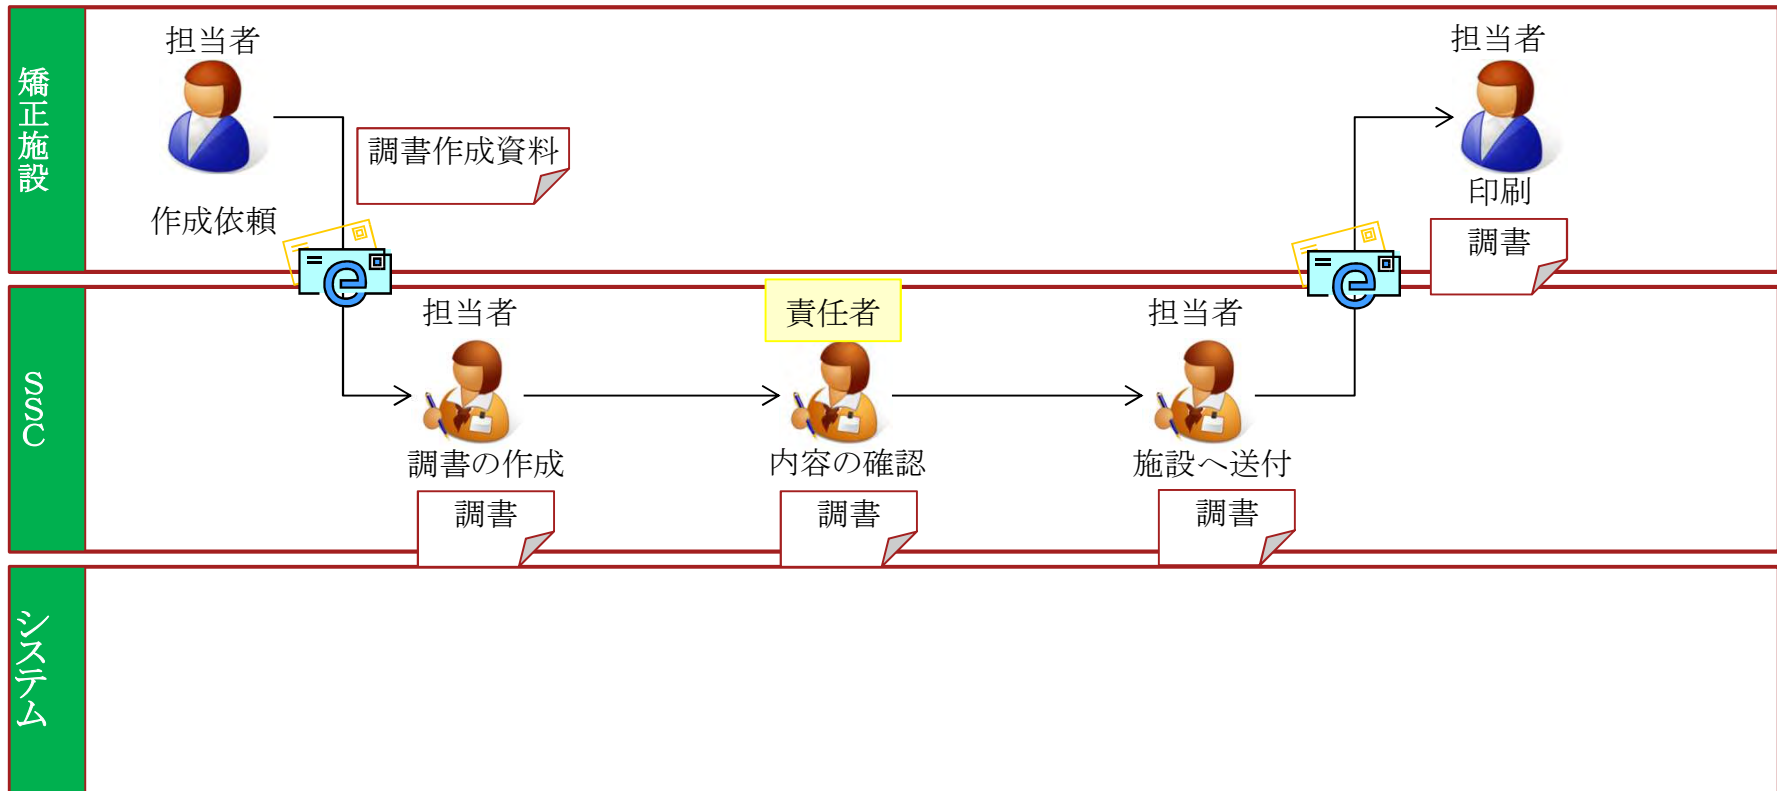 矯正施設
担当者
作成依頼
調書作成資料
担当者
印刷
調書
SSC
担当者
調書の作成
調書
責任者
内容の確認
調書
担当者
施設へ送付
調書
システム